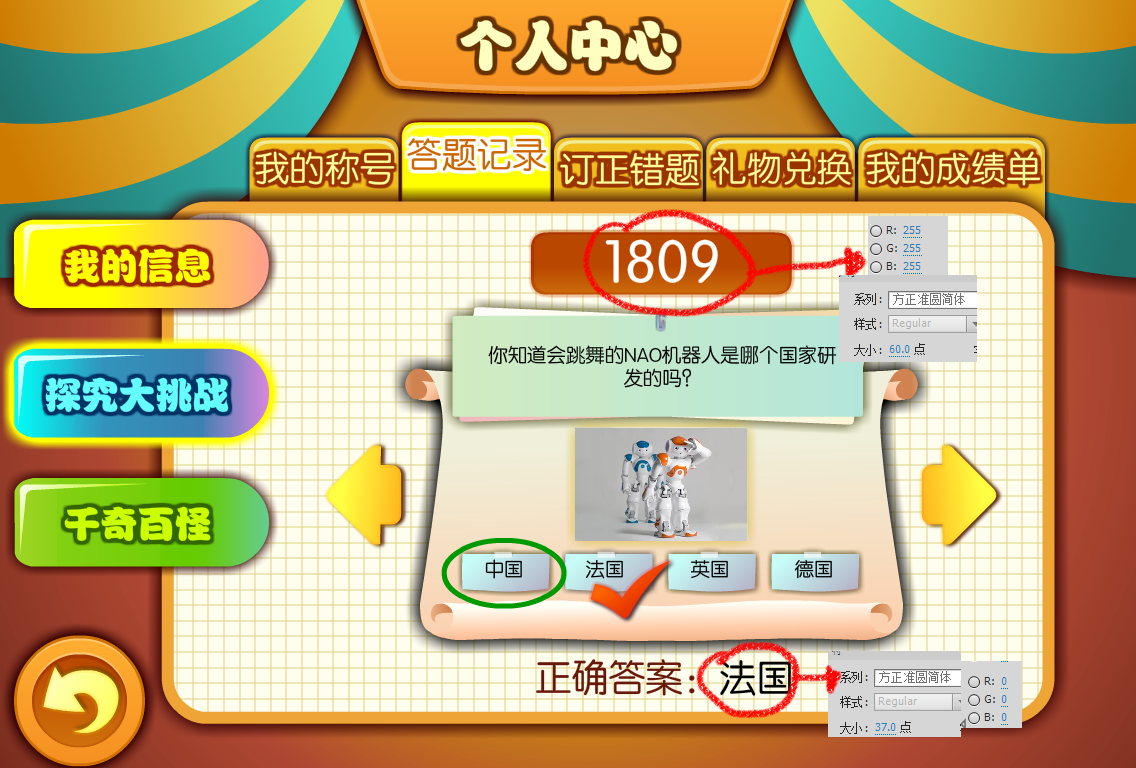 个人中心
我的称号 答题记录 订正错题 礼物兑换 我的成绩单
我的信息
探究大挑战
千奇百怪
1809
R: 255
G: 255
B: 255
系列: 方正准圆简体
样式: Regular
大小: 60.0 点
你知道会跳舞的NAO机器人是哪个国家研
发的吗?
中国 法国 英国 德国
正确答案: 法国
系列: 方正准圆简体
样式: Regular
大小: 37.0 点
R: 0
G: 0
B: 0